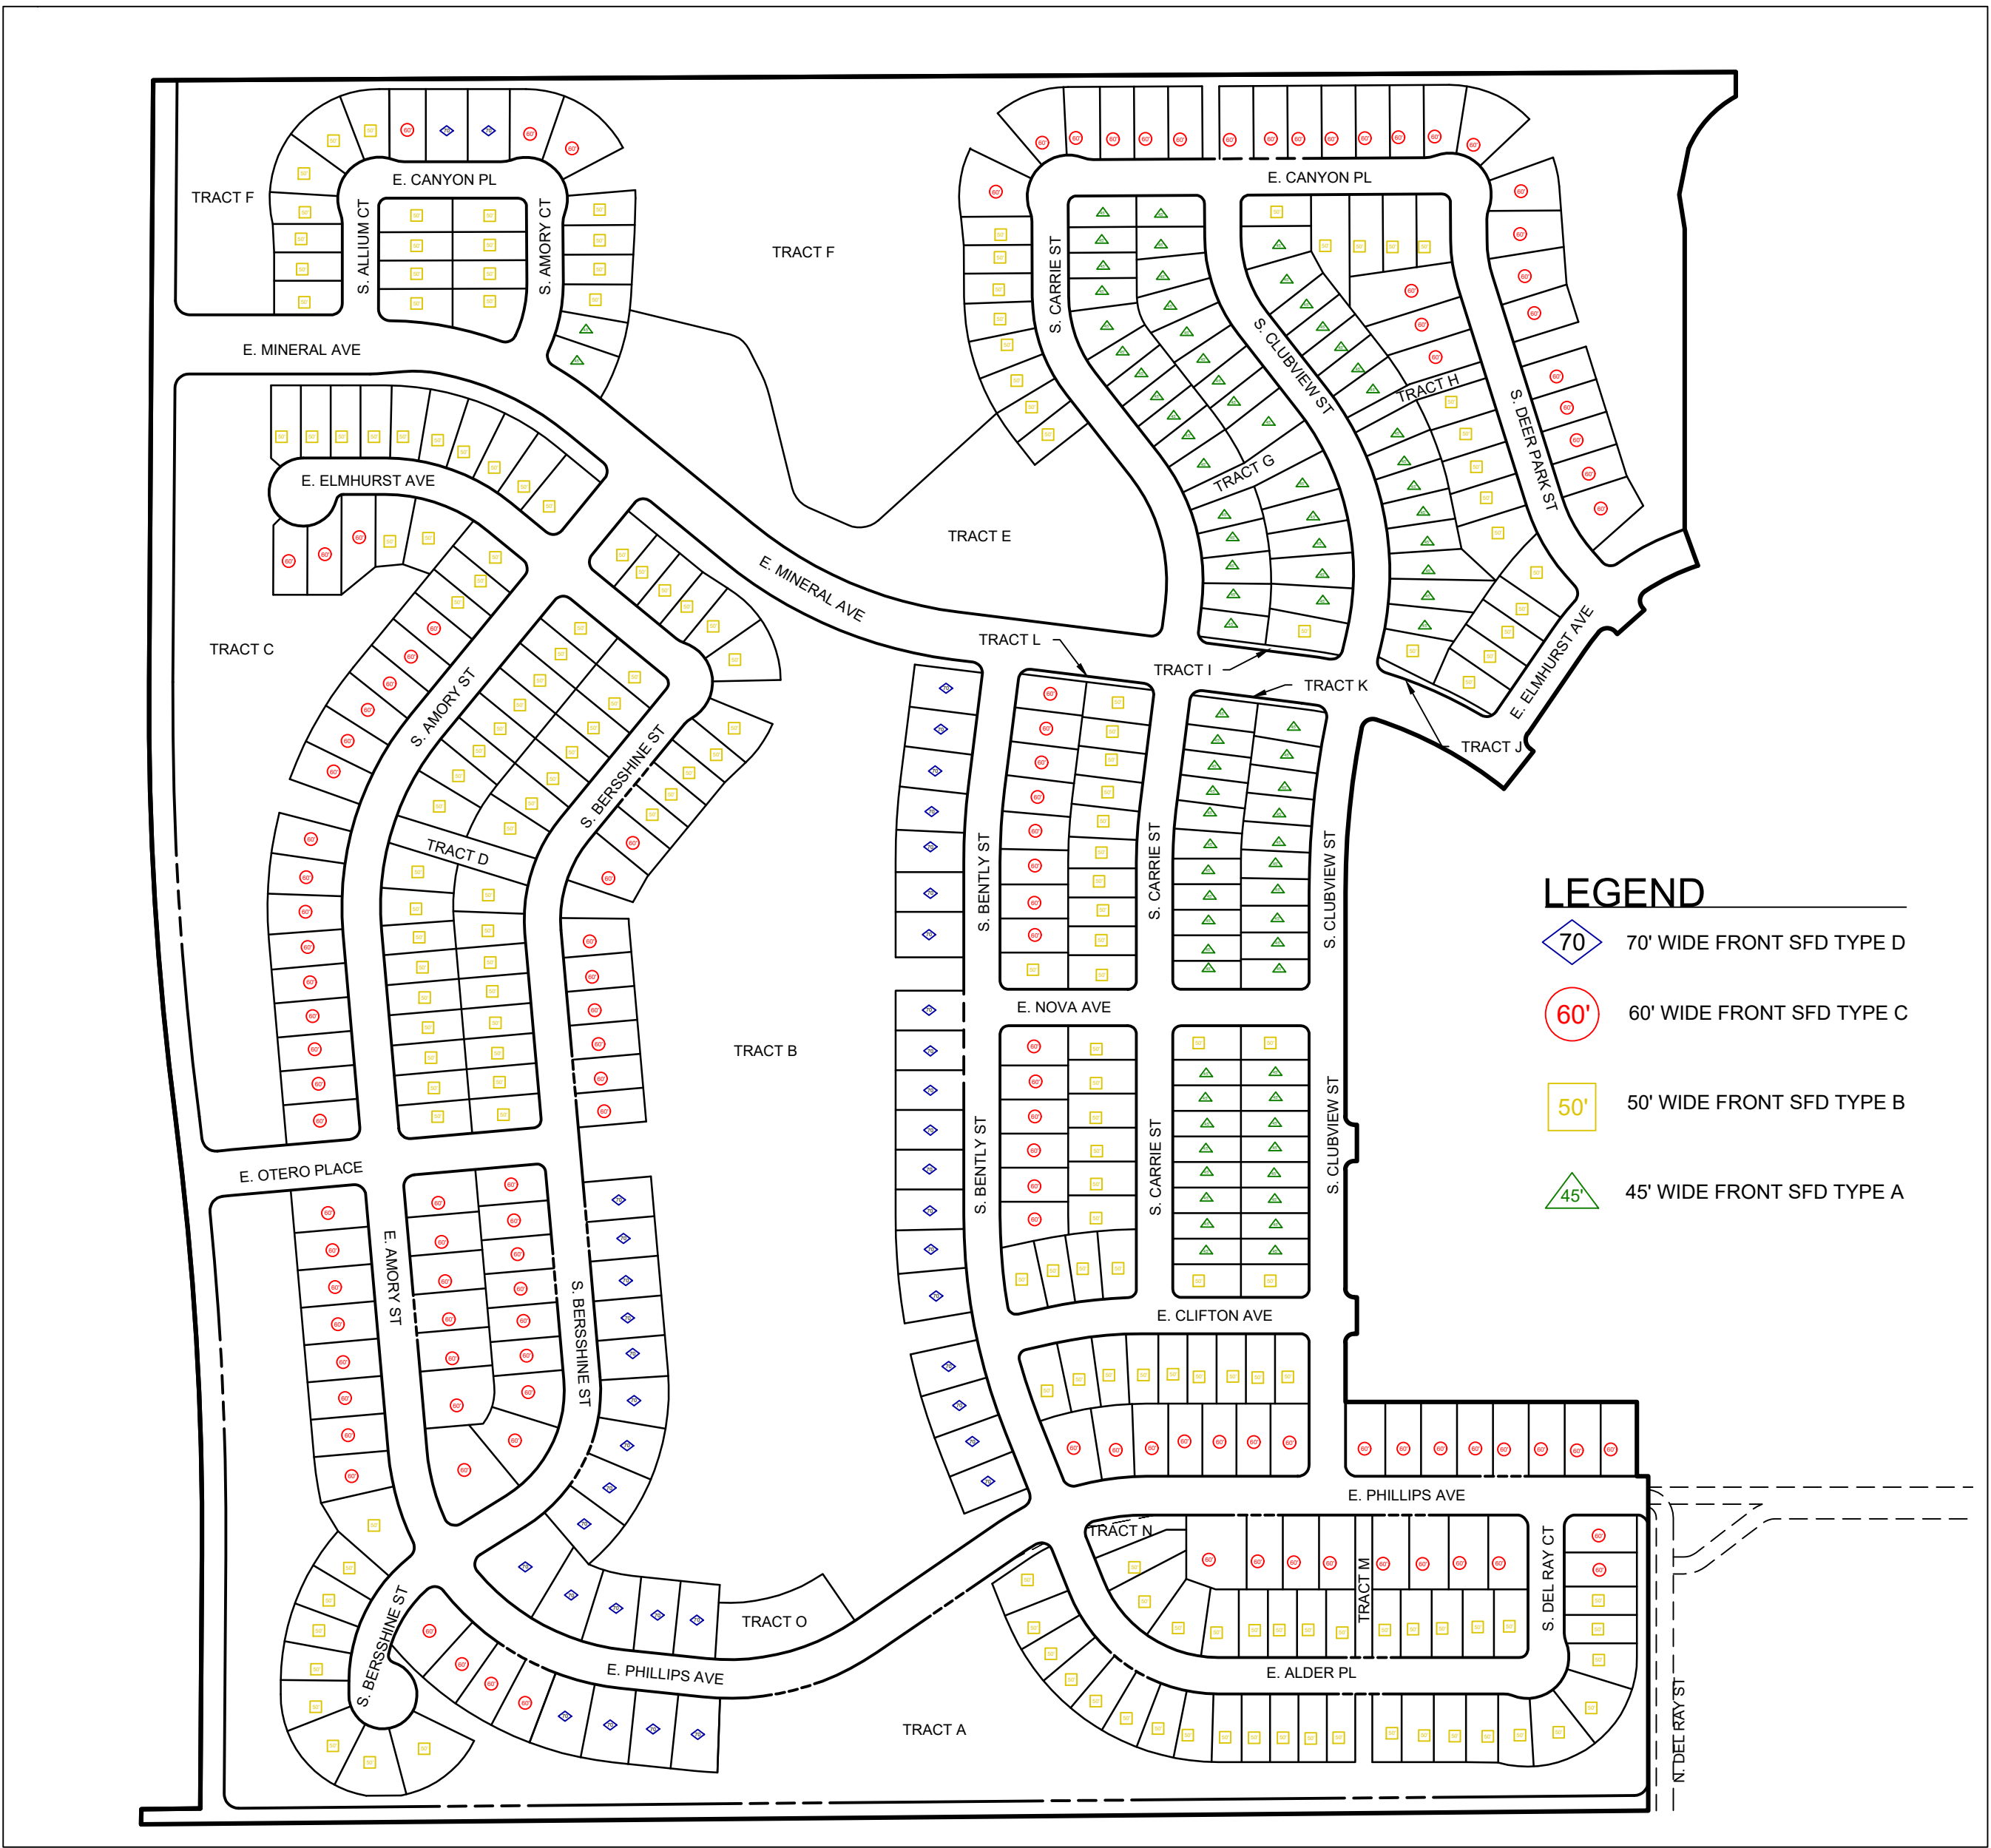 E. CANYON PL
E. CANYON PL
TRACT F
S. ALLIUM CT
S. AMORY CT
TRACT F
S. CARRIE ST
E. MINERAL AVE
S. CLUBVIEW ST
TRACT H
S. DEER PARK ST
E. ELMHURST AVE
TRACT G
TRACT E
E. MINERAL AVE
TRACT C
TRACT L
TRACT I
TRACT K
E. ELMHURST AVE
TRACT J
S. AMORY ST
S. BERSSHINE ST
TRACT D
S. BENTLY ST
S. CARRIE ST
S. CLUBVIEW ST
LEGEND
70 70' WIDE FRONT SFD TYPE D
60' 60' WIDE FRONT SFD TYPE C
50' 50' WIDE FRONT SFD TYPE B
45' 45' WIDE FRONT SFD TYPE A
E. NOVA AVE
TRACT B
S. BENTLY ST
S. CARRIE ST
S. CLUBVIEW ST
E. OTERO PLACE
E. AMORY ST
S. BERSSHINE ST
E. CLIFTON AVE
E. PHILLIPS AVE
TRACT N
TRACT M
S. DEL RAY CT
S. BERSSHINE ST
TRACT O
E. PHILLIPS AVE
E. ALDER PL
TRACT A
N. DEL RAY ST